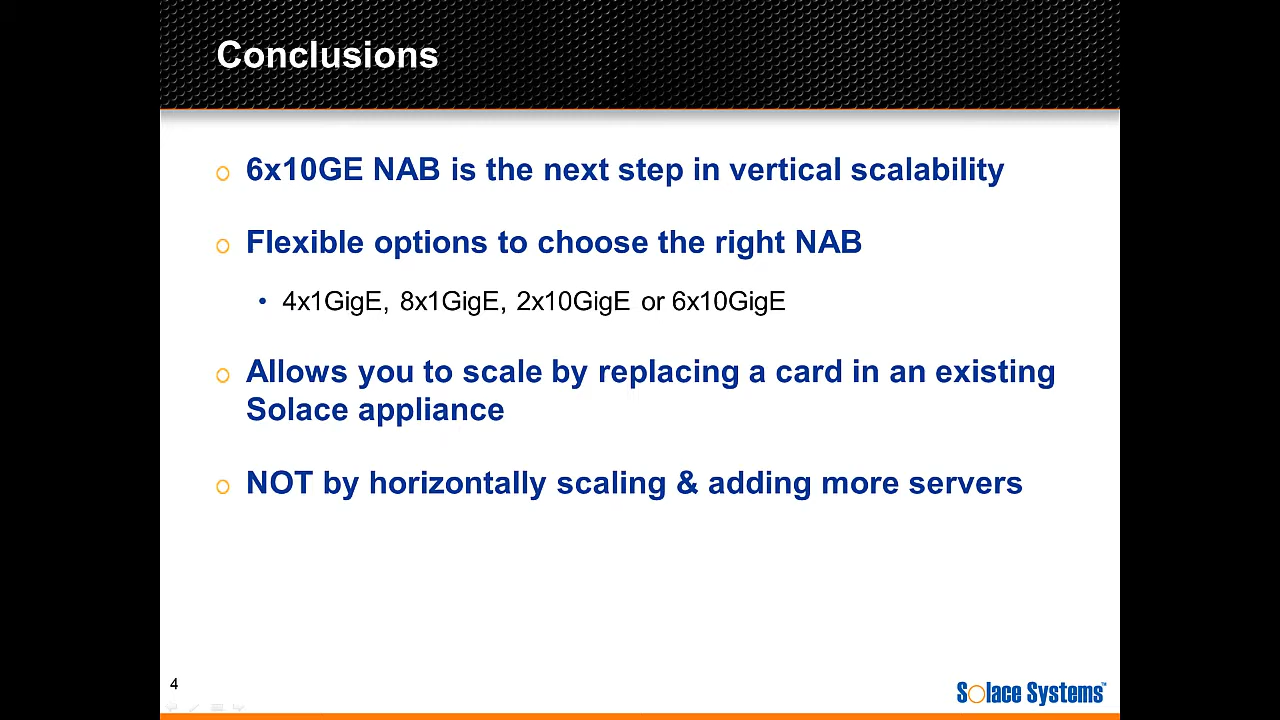 Conclusions
o 6x10GE NAB is the next step in vertical scalability
o Flexible options to choose the right NAB
• 4x1GigE, 8x1GigE, 2x10GigE or 6x10GigE
o Allows you to scale by replacing a card in an existing
Solace appliance
o NOT by horizontally scaling & adding more servers
4
Solace Systems™